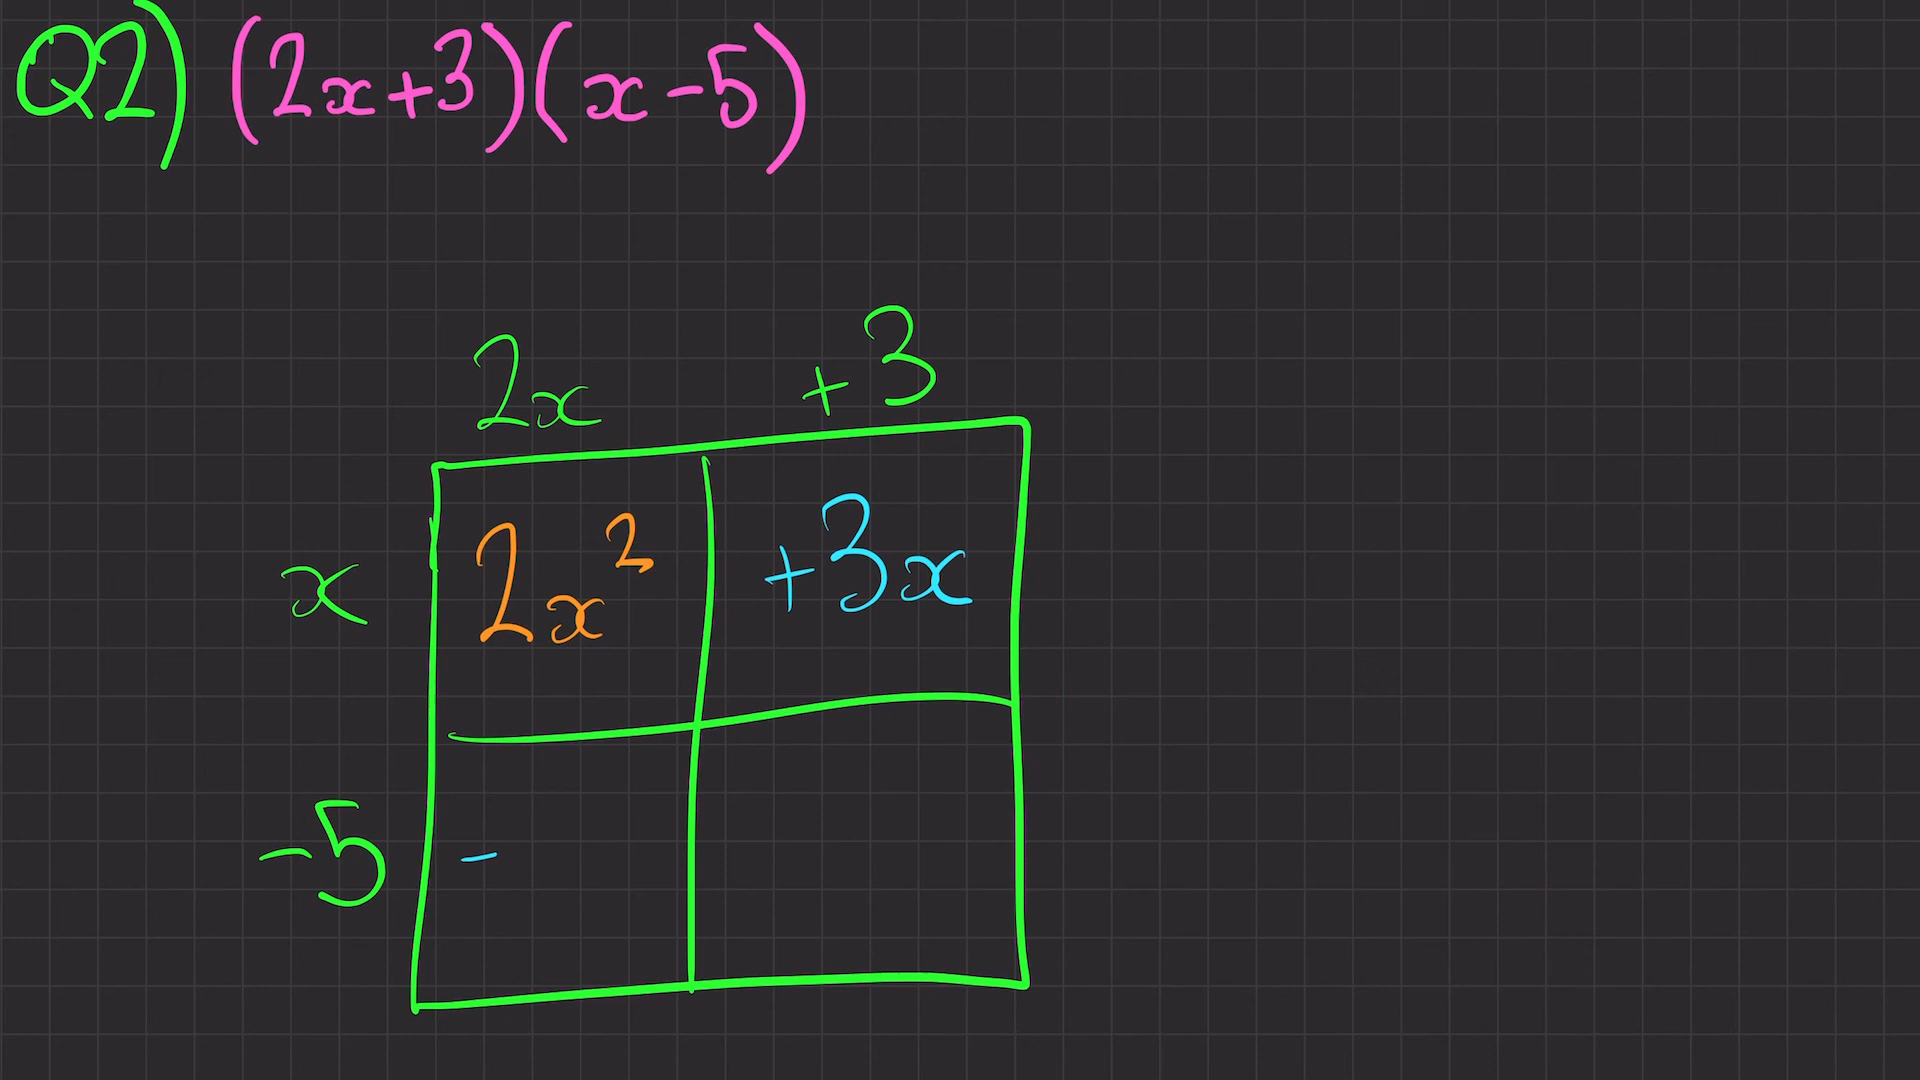 Q2) (2x+3)(x-5)
2x +3
x 2x² +3x
-5 -